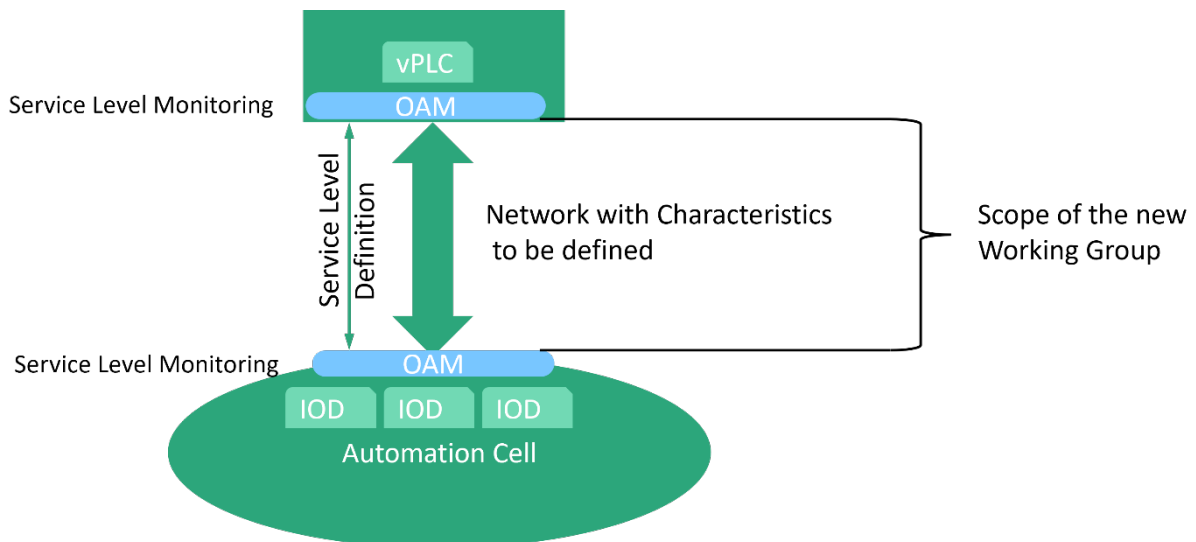 vPLC
Service Level Monitoring
OAM
Service Level
Definition
Network with Characteristics
to be defined
Scope of the new
Working Group
Service Level Monitoring
OAM
IOD
IOD
IOD
Automation Cell